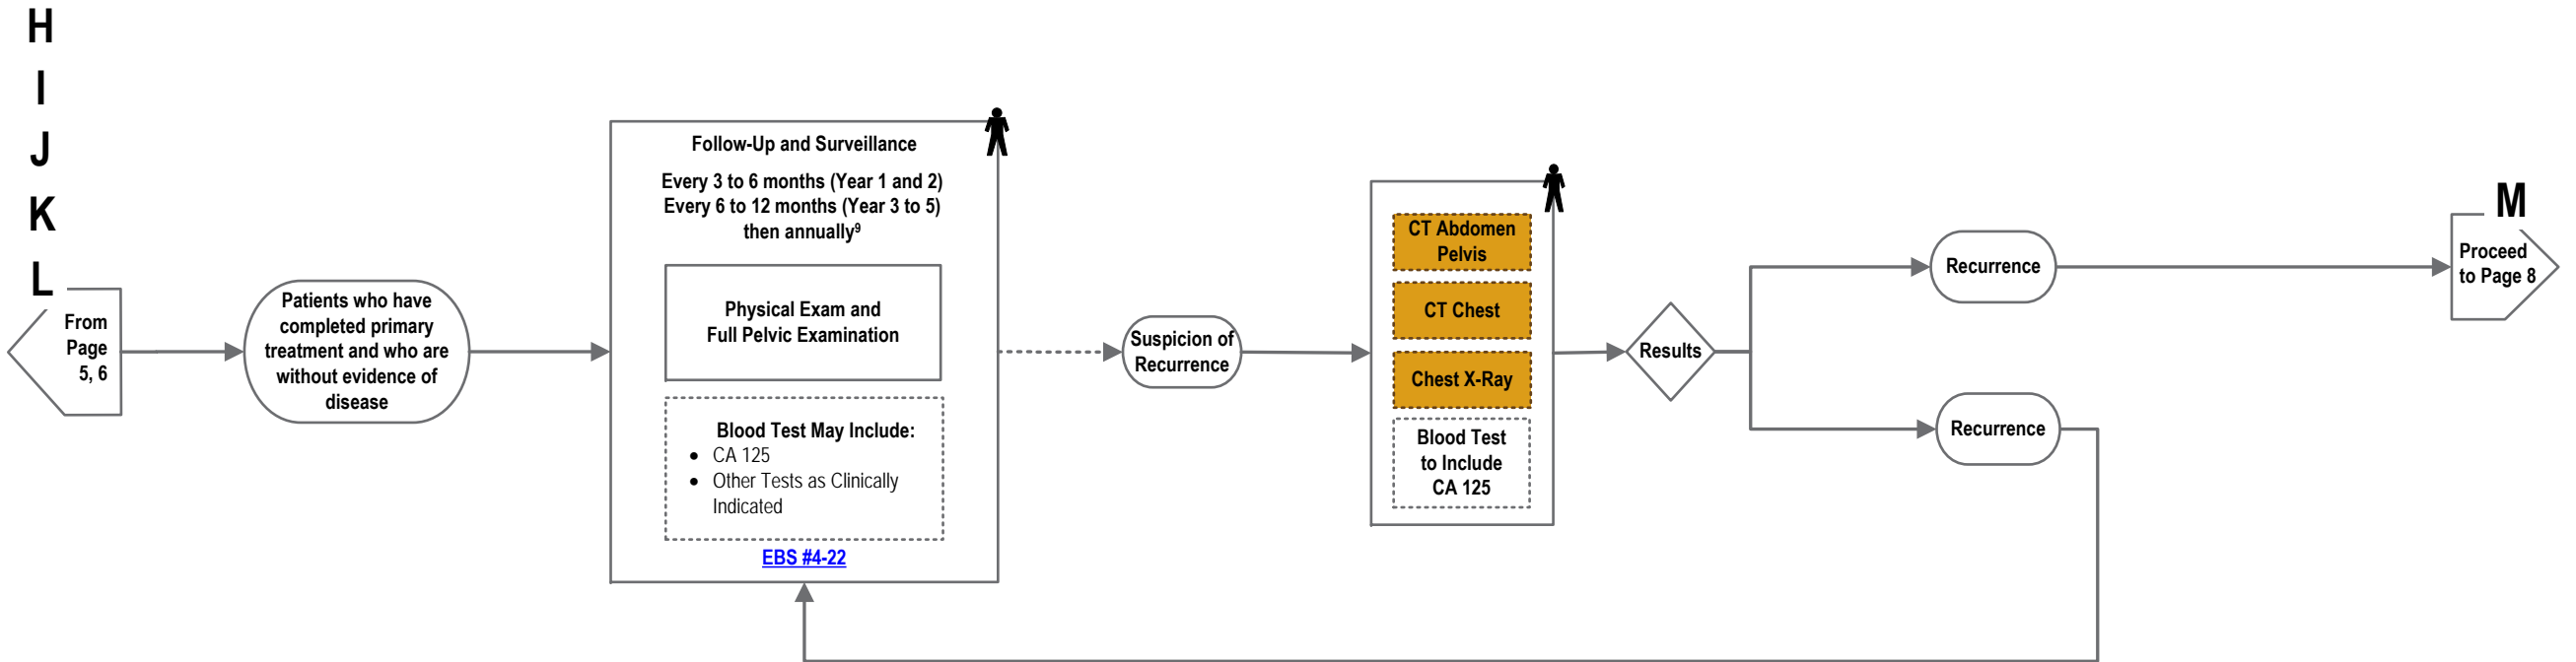 H
I
J
K
L
From
Page
5, 6
Patients who have
completed primary
treatment and who are
without evidence of
disease
Follow-Up and Surveillance
Every 3 to 6 months (Year 1 and 2)
Every 6 to 12 months (Year 3 to 5)
then annually⁹
Physical Exam and
Full Pelvic Examination
Blood Test May Include:
• CA 125
• Other Tests as Clinically
Indicated
EBS #4-22
Suspicion of
Recurrence
CT Abdomen
Pelvis
CT Chest
Chest X-Ray
Blood Test
to Include
CA 125
Results
Recurrence
Recurrence
M
Proceed
to Page 8